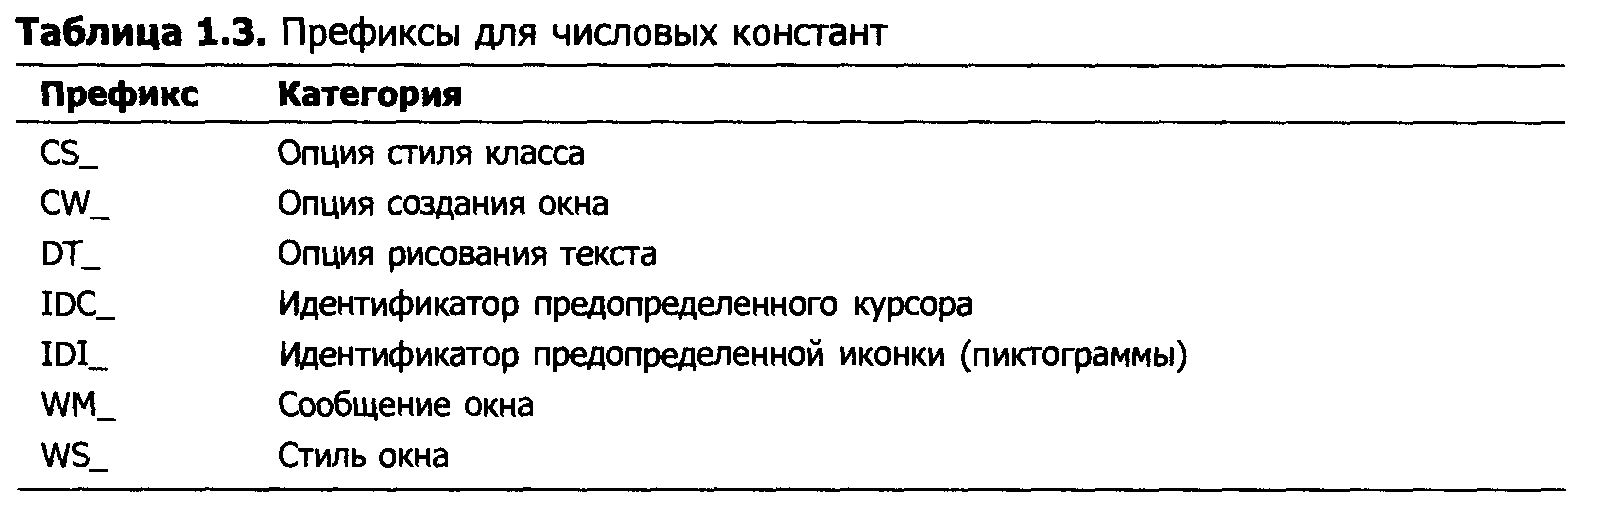 Таблица 1.3. Префиксы для числовых констант
Префикс Категория
CS_ Опция стиля класса
CW_ Опция создания окна
DT_ Опция рисования текста
IDC_ Идентификатор предопределенного курсора
IDI_ Идентификатор предопределенной иконки (пиктограммы)
WM_ Сообщение окна
WS_ Стиль окна